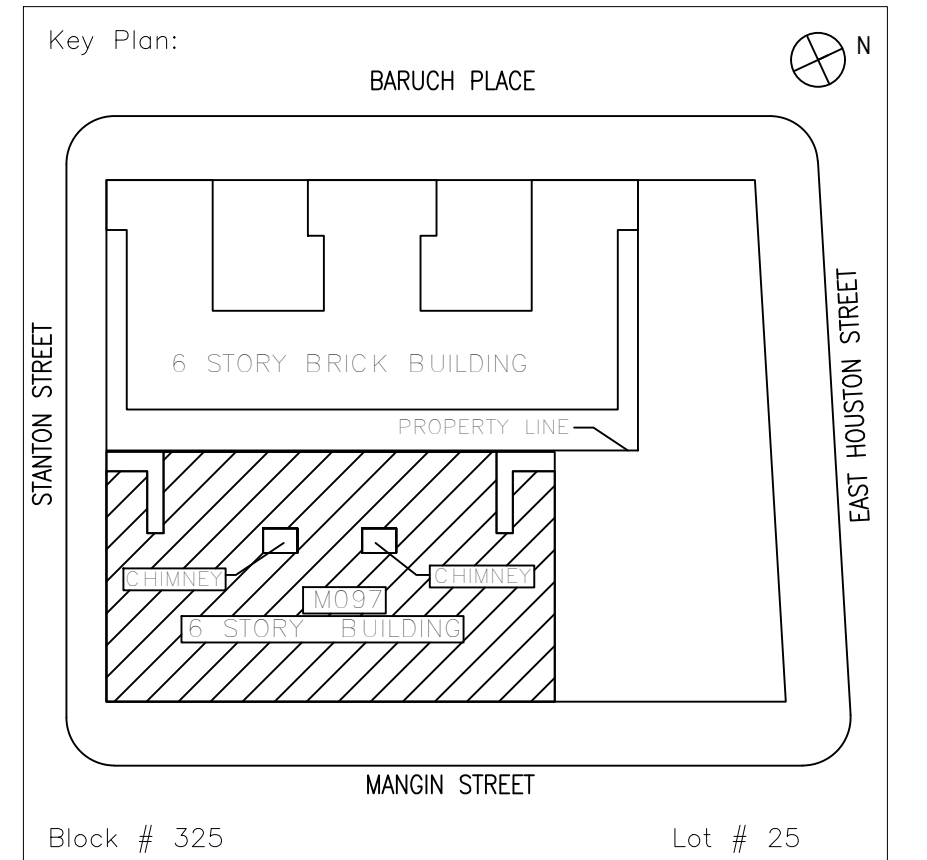 Key Plan:
N
BARUCH PLACE
STANTON STREET
EAST HOUSTON STREET
6 STORY BRICK BUILDING
PROPERTY LINE
CHIMNEY
CHIMNEY
M097
6 STORY BUILDING
MANGIN STREET
Block # 325
Lot # 25